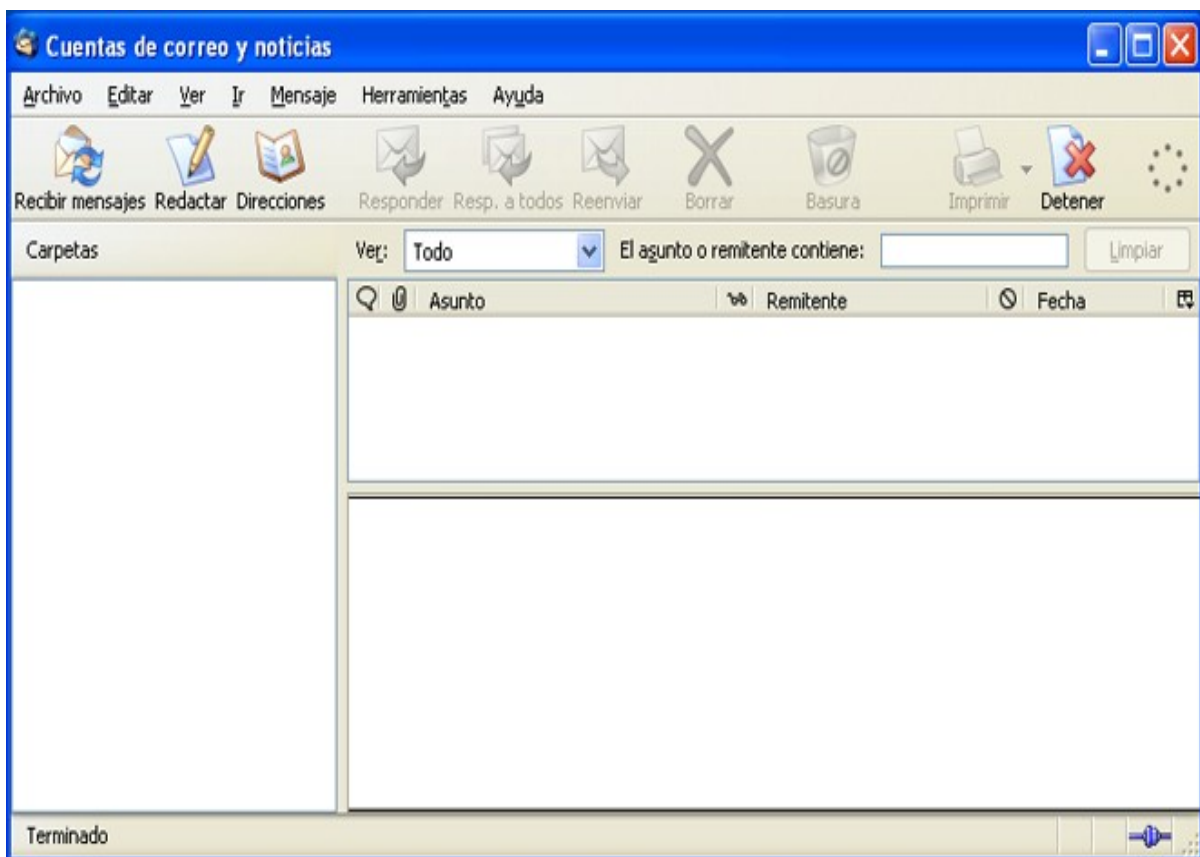 Cuentas de correo y noticias
Archivo Editar Ver Ir Mensaje Herramientas Ayuda
Recibir mensajes Redactar Direcciones Responder Resp. a todos Reenviar Borrar Basura Imprimir Detener
Carpetas Ver: Todo El asunto o remitente contiene: Limpiar
Asunto Remitente Fecha
Terminado